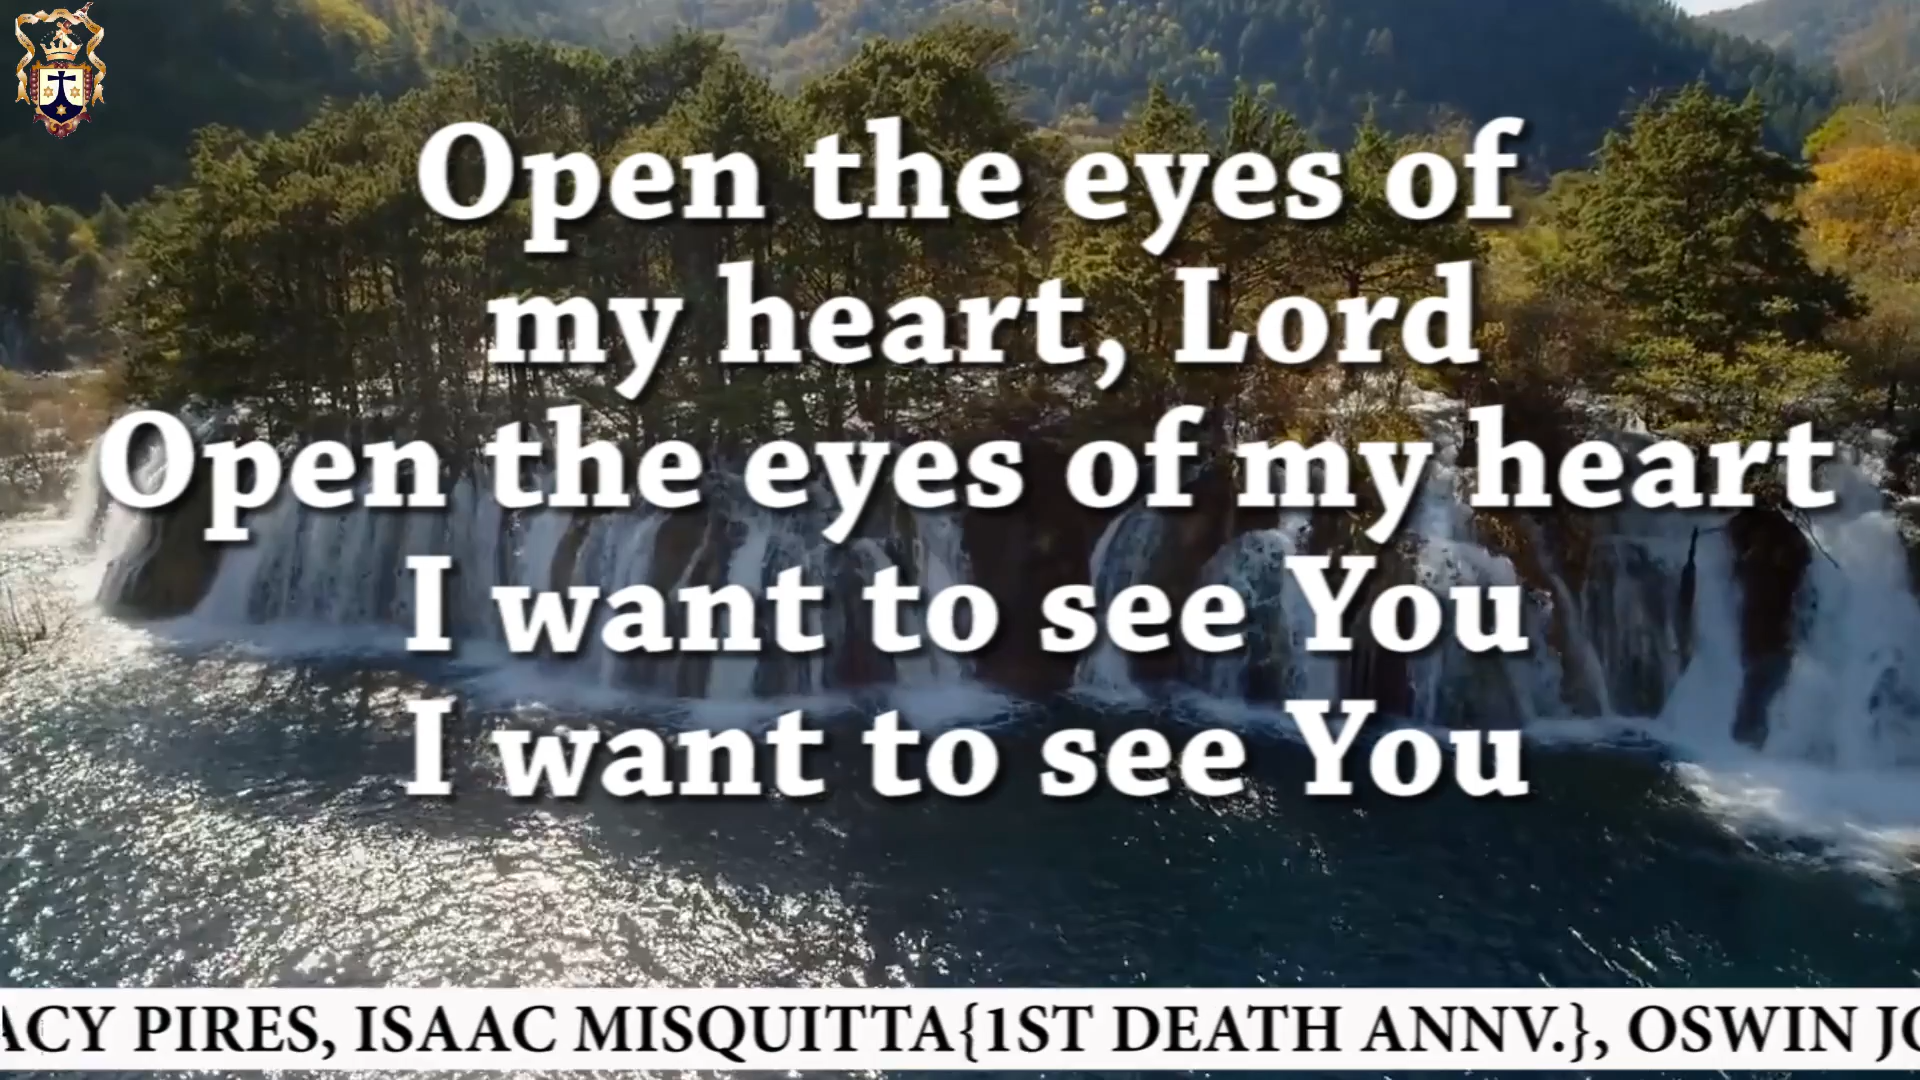 Open the eyes of
my heart, Lord
Open the eyes of my heart
I want to see You
I want to see You
ACY PIRES, ISAAC MISQUITTA{1ST DEATH ANNV.}, OSWIN JO